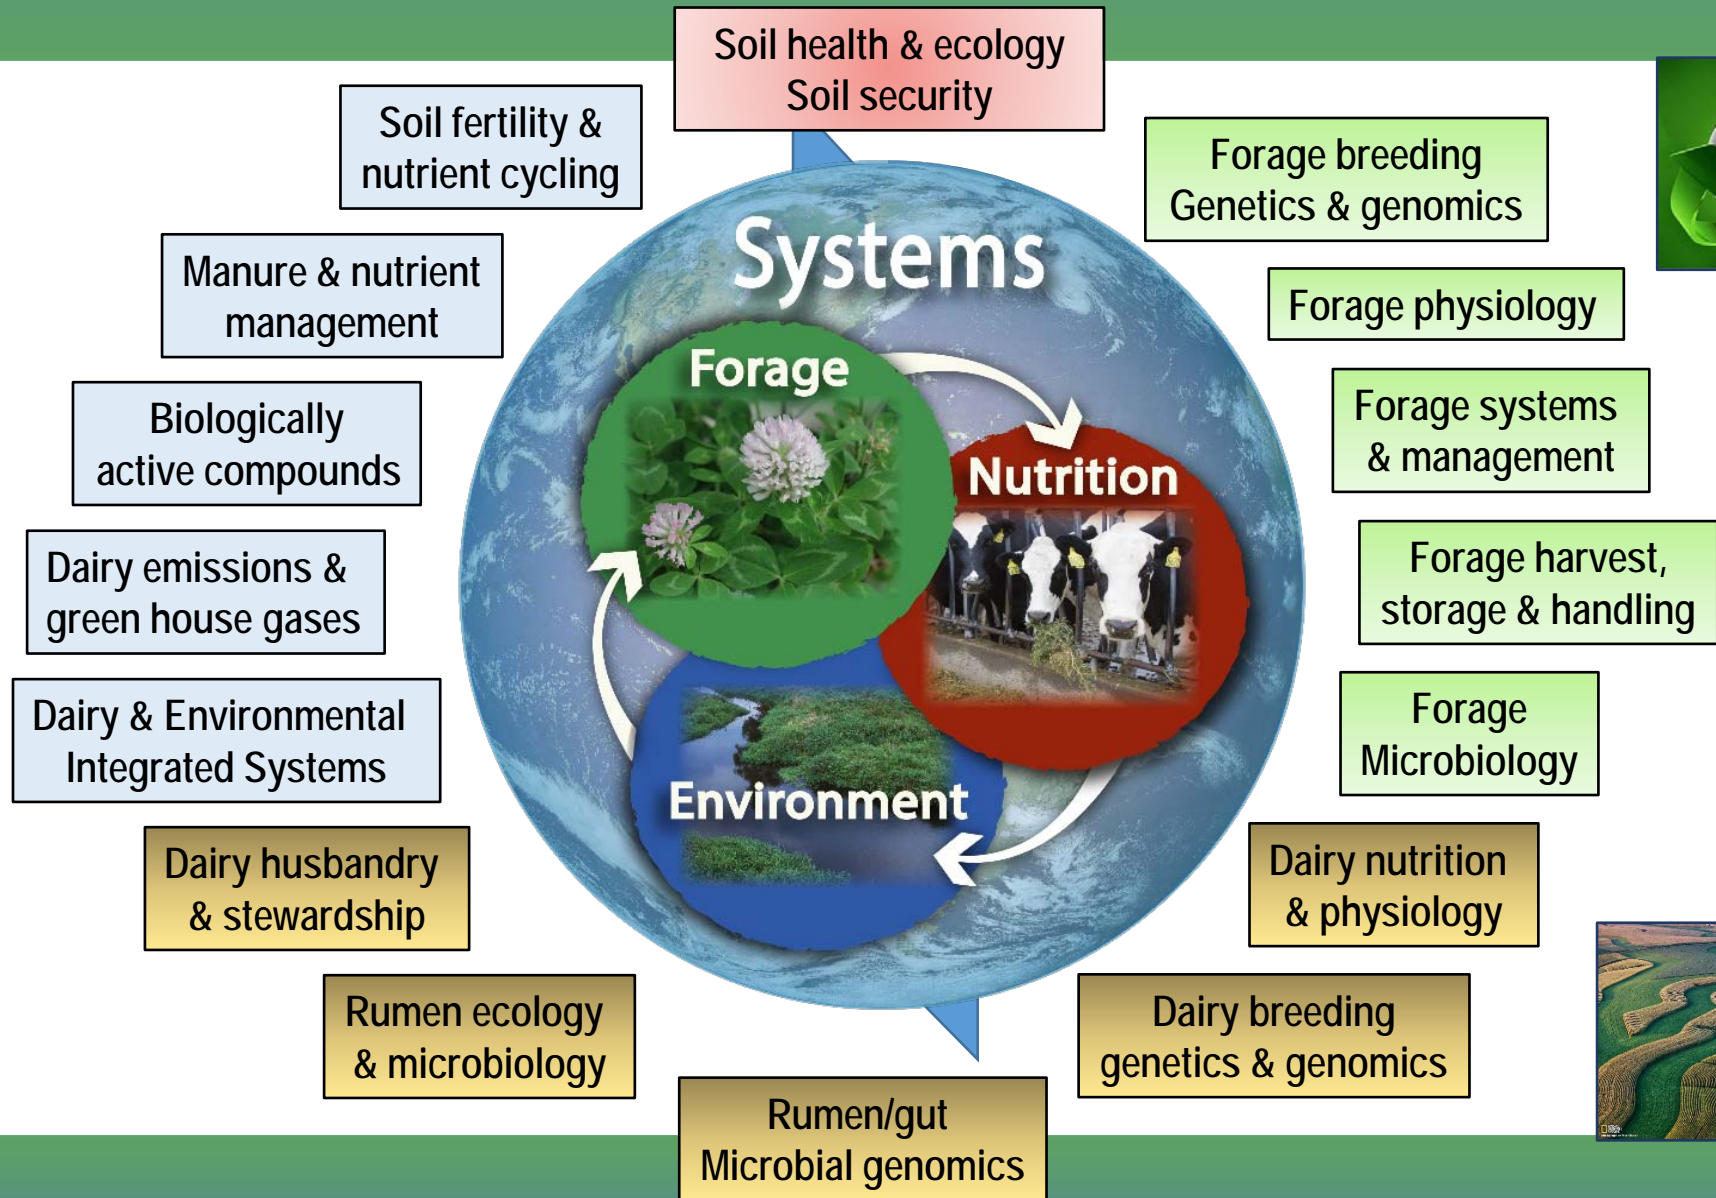 Soil health & ecology
Soil security
Soil fertility &
nutrient cycling
Manure & nutrient
management
Biologically
active compounds
Dairy emissions &
green house gases
Dairy & Environmental
Integrated Systems
Dairy husbandry
& stewardship
Rumen ecology
& microbiology
Rumen/gut
Microbial genomics
Systems
Forage
Nutrition
Environment
Forage breeding
Genetics & genomics
Forage physiology
Forage systems
& management
Forage harvest,
storage & handling
Forage
Microbiology
Dairy nutrition
& physiology
Dairy breeding
genetics & genomics